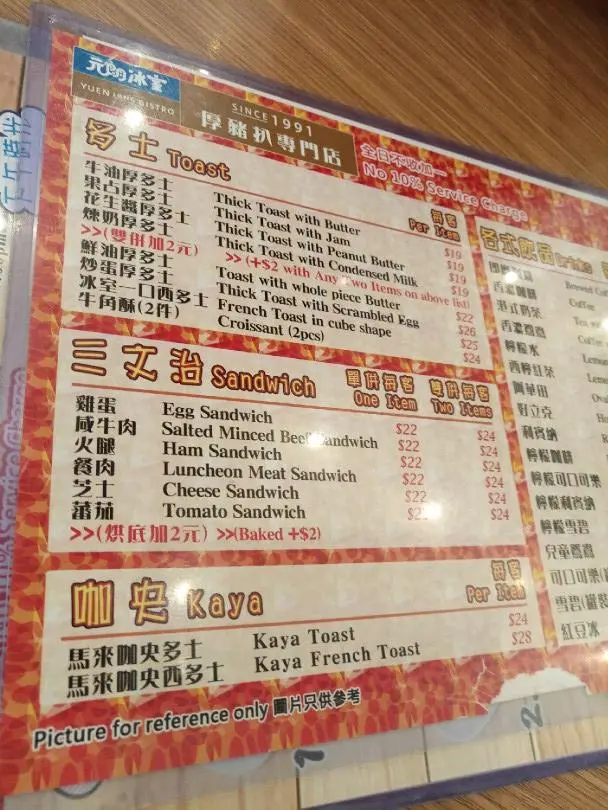 元朗冰室
YUEN LONG BISTRO
SINCE 1991
厚豬扒專門店
全日不收加一
No 10% Service Charge
多士 Toast
每客
Per Item
牛油厚多士 Thick Toast with Butter $19
果占厚多士 Thick Toast with Jam $19
花生醬厚多士 Thick Toast with Peanut Butter $19
煉奶厚多士 Thick Toast with Condensed Milk $19
>>(雙併加2元) >> (+$2 with Any Two Items on above list)
鮮油厚多士 Toast with whole piece Butter $22
炒蛋厚多士 Thick Toast with Scrambled Egg $26
冰室一口西多士 French Toast in cube shape $25
牛角酥(2件) Croissant (2pcs) $24
三文治 Sandwich
單併每客 雙併每客
One Item Two Items
雞蛋 Egg Sandwich $22 $24
咸牛肉 Salted Minced Beef Sandwich $22 $24
火腿 Ham Sandwich $22 $24
餐肉 Luncheon Meat Sandwich $22 $24
芝士 Cheese Sandwich $22 $24
蕃茄 Tomato Sandwich $24
>>(烘底加2元) >>(Baked +$2)
咖央 Kaya
每客
Per Item
馬來咖央多士 Kaya Toast $24
馬來咖央西多士 Kaya French Toast $28
Picture for reference only 圖片只供參考
各式飲品 Drinks
香濃咖啡 Coffee
港式奶茶
香濃鴛鴦
檸檬水
西檸紅茶
阿華田
好立克
利賓納
檸檬咖啡
檸檬可口可樂
檸檬利賓納
檸檬雪碧
兒童鴛鴦
可口可樂
雪碧(罐裝
紅豆冰